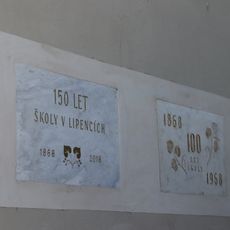 150 LET
ŠKOLY V LIPENCÍCH
1868 2018
1868
100
LET
ŠKOLY
1968